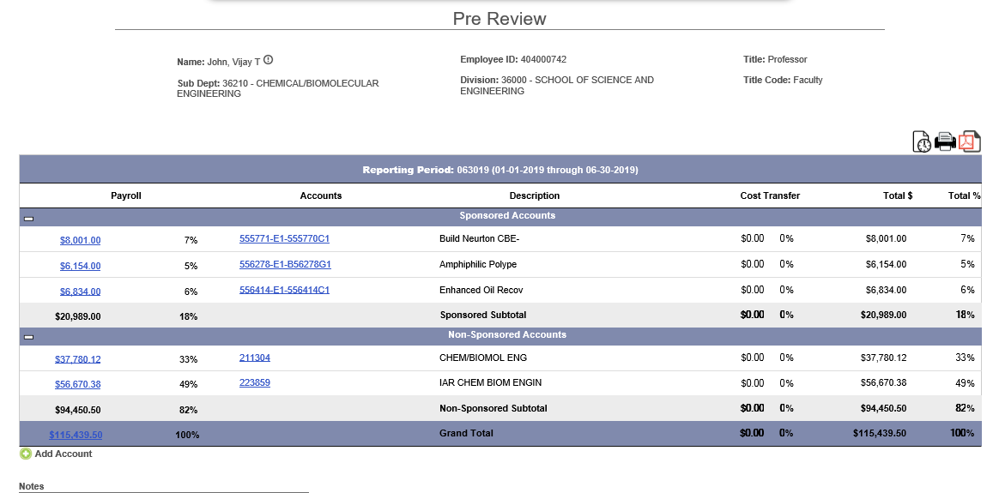 Pre Review
Name: John, Vijay T
Employee ID: 404000742
Title: Professor
Sub Dept: 36210 - CHEMICAL/BIOMOLECULAR
ENGINEERING
Division: 36000 - SCHOOL OF SCIENCE AND
ENGINEERING
Title Code: Faculty
Reporting Period: 063019 (01-01-2019 through 06-30-2019)
Payroll Accounts Description Cost Transfer Total $ Total %
Sponsored Accounts
$8,001.00 7% 555771-E1-555770C1 Build Neurton CBE- $0.00 0% $8,001.00 7%
$6,154.00 5% 556278-E1-B56278G1 Amphiphilic Polype $0.00 0% $6,154.00 5%
$6,834.00 6% 556414-E1-556414C1 Enhanced Oil Recov $0.00 0% $6,834.00 6%
$20,989.00 18% Sponsored Subtotal $0.00 0% $20,989.00 18%
Non-Sponsored Accounts
$37,780.12 33% 211304 CHEM/BIOMOL ENG $0.00 0% $37,780.12 33%
$56,670.38 49% 223859 IAR CHEM BIOM ENGIN $0.00 0% $56,670.38 49%
$94,450.50 82% Non-Sponsored Subtotal $0.00 0% $94,450.50 82%
$115,439.50 100% Grand Total $0.00 0% $115,439.50 100%
Add Account
Notes